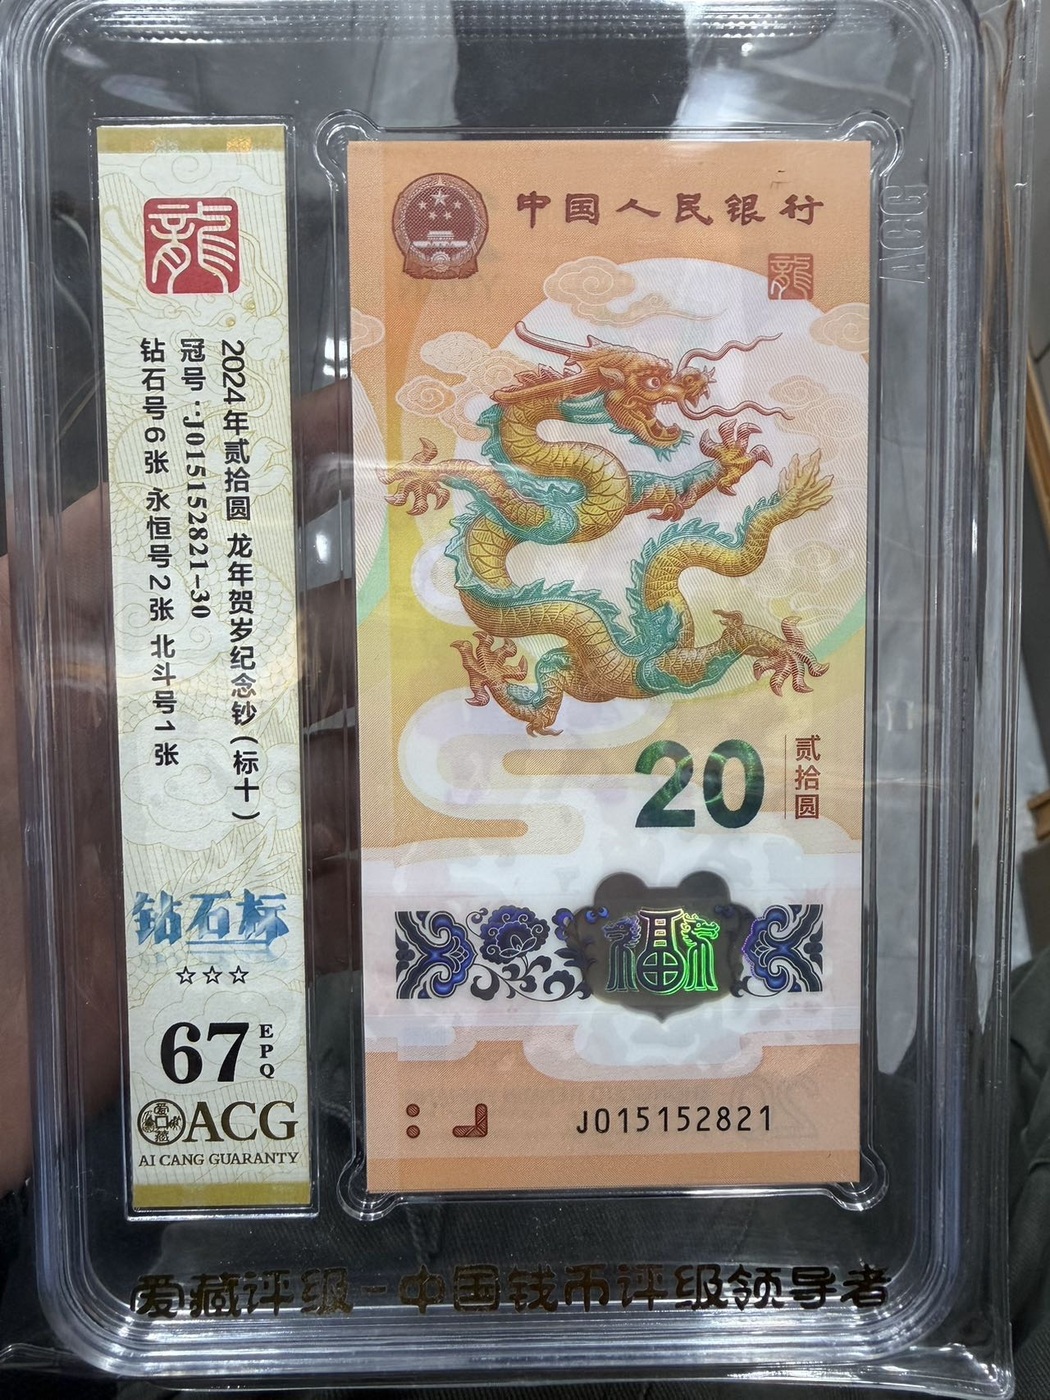 龍
2024年贰拾圆 龙年贺岁纪念钞(标十)
冠号:J015152821-30
钻石号6张 永恒号2张 北斗号1张
钻石标
☆☆☆
67
EPQ
ACG
AI CANG GUARANTY
中国人民银行
龍
20
贰拾圆
J015152821
ACGG
爱藏评级-中国钱币评级领导者